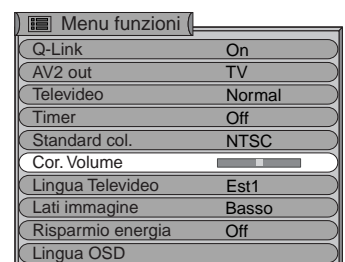 Menu funzioni
Q-Link On
AV2 out TV
Televideo Normal
Timer Off
Standard col. NTSC
Cor. Volume
Lingua Televideo Est1
Lati immagine Basso
Risparmio energia Off
Lingua OSD